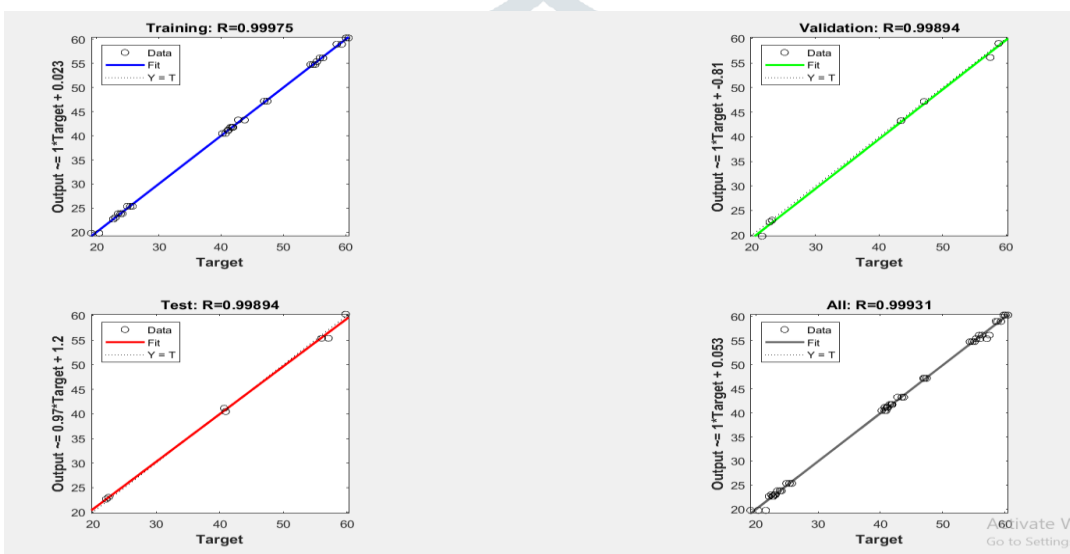 Training: R=0.99975
Output ~= 1*Target + 0.023
60
55
50
45
40
35
30
25
20
Data
Fit
Y = T
20
30
40
50
60
Target
Validation: R=0.99894
Output ~= 1*Target + -0.81
60
55
50
45
40
35
30
25
20
Data
Fit
Y = T
20
30
40
50
60
Target
Test: R=0.99894
Output ~= 0.97*Target + 1.2
60
55
50
45
40
35
30
25
20
Data
Fit
Y = T
20
30
40
50
60
Target
All: R=0.99931
Output ~= 1*Target + 0.053
60
55
50
45
40
35
30
25
20
Data
Fit
Y = T
20
30
40
50
60
Target
Activate
Go to Setting